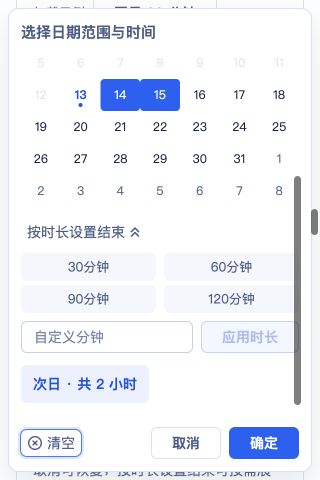 选择日期范围与时间
5 6 7 8 9 10 11
12 13 14 15 16 17 18
19 20 21 22 23 24 25
26 27 28 29 30 31 1
2 3 4 5 6 7 8
按时长设置结束
30分钟 60分钟
90分钟 120分钟
自定义分钟 应用时长
次日 · 共 2 小时
清空 取消 确定